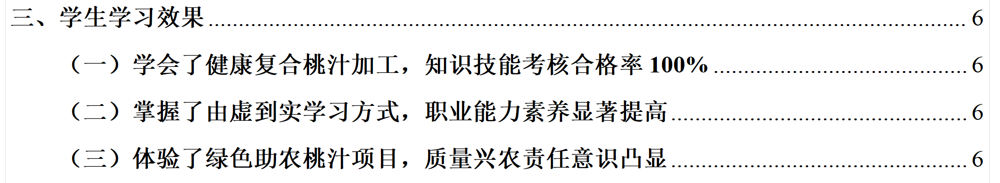 三、学生学习效果........................................ 6
（一）学会了健康复合桃汁加工，知识技能考核合格率 100%........................................ 6
（二）掌握了由虚到实学习方式，职业能力素养显著提高........................................ 6
（三）体验了绿色助农桃汁项目，质量兴农责任意识凸显........................................ 6